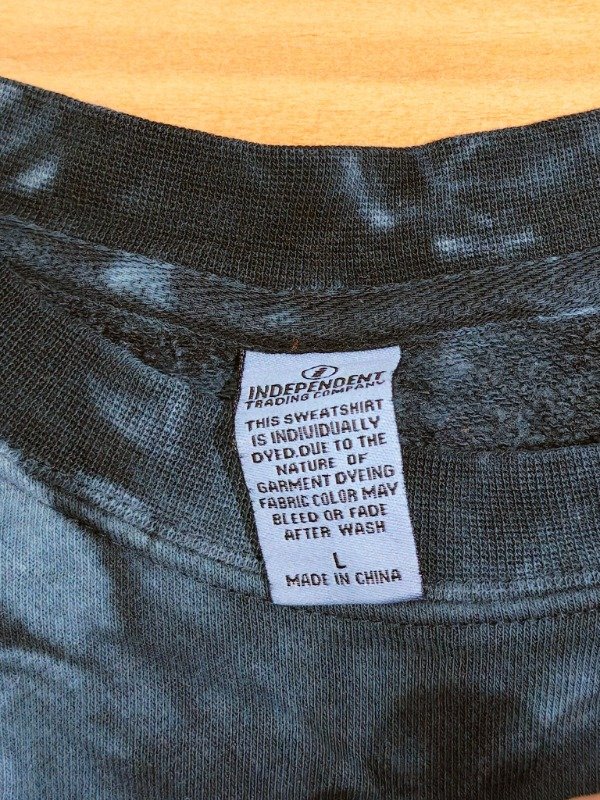 INDEPENDENT
TRADING COMPANY
THIS SWEATSHIRT
IS INDIVIDUALLY
DYED.DUE TO THE
NATURE OF
GARMENT DYEING
FABRIC COLOR MAY
BLEED OR FADE
AFTER WASH
L
MADE IN CHINA